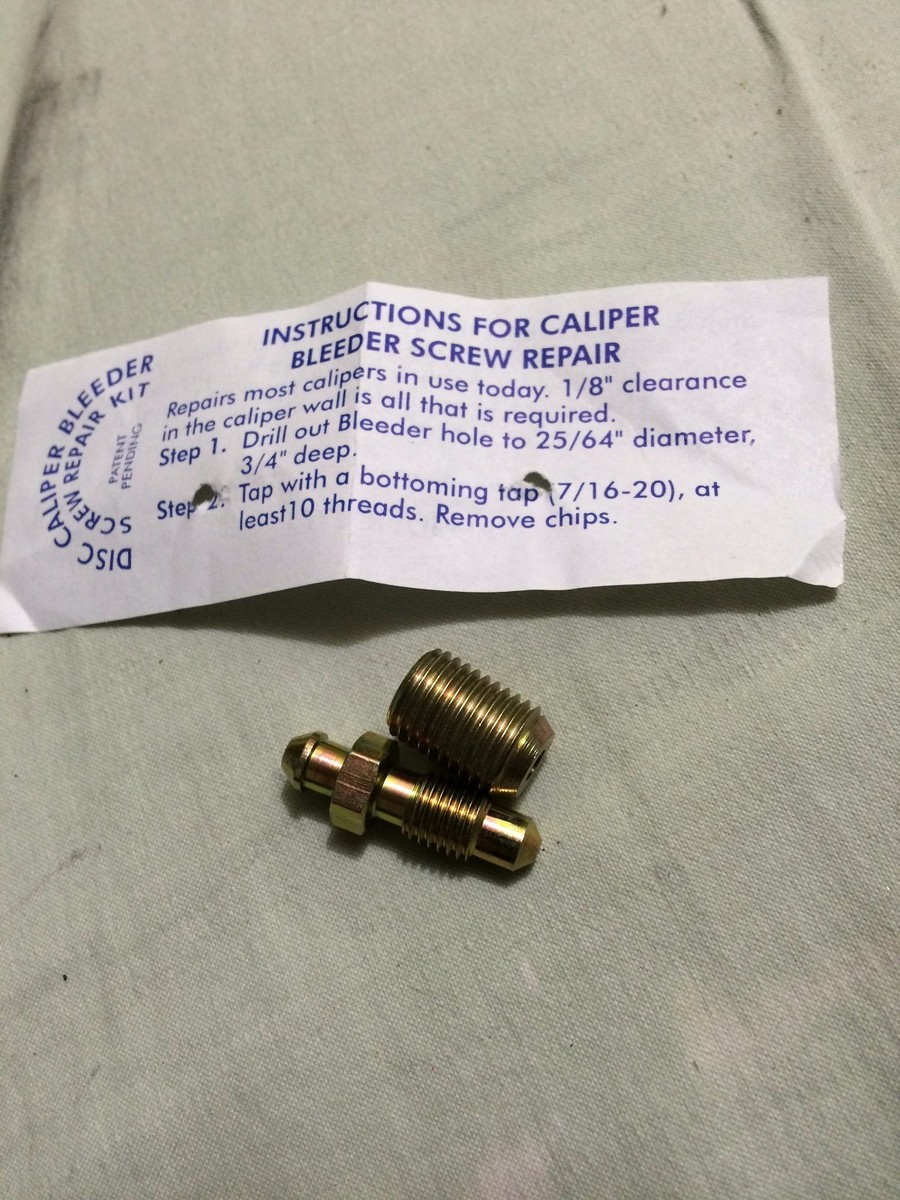 DISC CALIPER BLEEDER
SCREW REPAIR KIT
PATENT
PENDING
INSTRUCTIONS FOR CALIPER
BLEEDER SCREW REPAIR
Repairs most calipers in use today. 1/8" clearance
in the caliper wall is all that is required.
Step 1. Drill out Bleeder hole to 25/64" diameter,
3/4" deep.
Step 2. Tap with a bottoming tap (7/16-20), at
least10 threads. Remove chips.